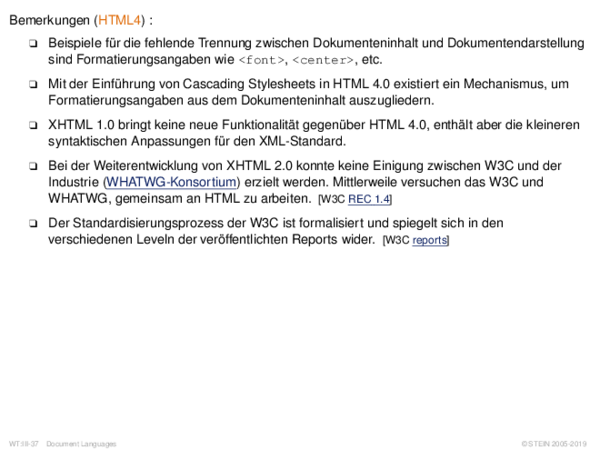 Bemerkungen (HTML4) :
❑ Beispiele für die fehlende Trennung zwischen Dokumenteninhalt und Dokumentendarstellung
sind Formatierungsangaben wie <font>, <center>, etc.
❑ Mit der Einführung von Cascading Stylesheets in HTML 4.0 existiert ein Mechanismus, um
Formatierungsangaben aus dem Dokumenteninhalt auszugliedern.
❑ XHTML 1.0 bringt keine neue Funktionalität gegenüber HTML 4.0, enthält aber die kleineren
syntaktischen Anpassungen für den XML-Standard.
❑ Bei der Weiterentwicklung von XHTML 2.0 konnte keine Einigung zwischen W3C und der
Industrie (WHATWG-Konsortium) erzielt werden. Mittlerweile versuchen das W3C und
WHATWG, gemeinsam an HTML zu arbeiten. [W3C REC 1.4]
❑ Der Standardisierungsprozess der W3C ist formalisiert und spiegelt sich in den
verschiedenen Leveln der veröffentlichten Reports wider. [W3C reports]
WT:III-37 Document Languages © STEIN 2005-2019